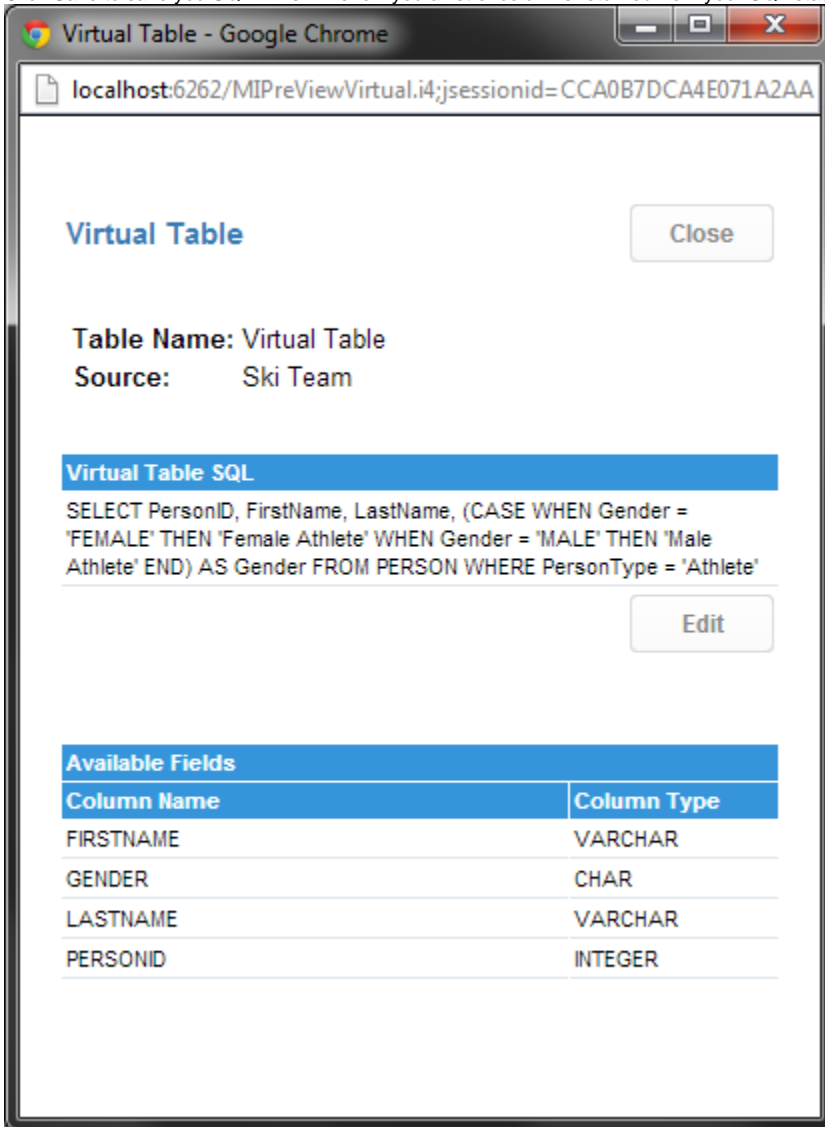 Virtual Table - Google Chrome
localhost:6262/MIPreViewVirtual.i4;jsessionid=CCA0B7DCA4E071A2AA
Virtual Table
Close
Table Name: Virtual Table
Source: Ski Team
Virtual Table SQL
SELECT PersonID, FirstName, LastName, (CASE WHEN Gender =
'FEMALE' THEN 'Female Athlete' WHEN Gender = 'MALE' THEN 'Male
Athlete' END) AS Gender FROM PERSON WHERE PersonType = 'Athlete'
Edit
Available Fields
Column Name Column Type
FIRSTNAME VARCHAR
GENDER CHAR
LASTNAME VARCHAR
PERSONID INTEGER